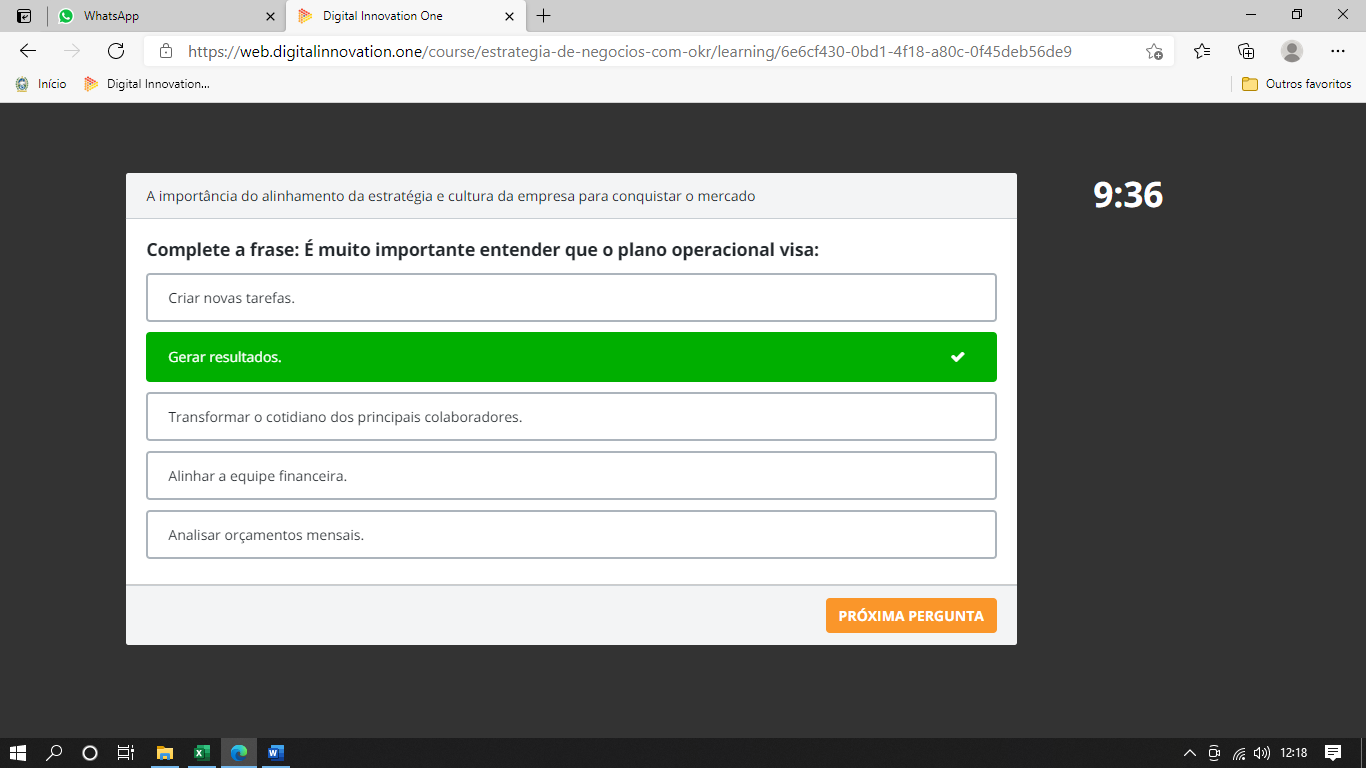 WhatsApp
Digital Innovation One
https://web.digitalinnovation.one/course/estrategia-de-negocios-com-okr/learning/6e6cf430-0bd1-4f18-a80c-0f45deb56de9
Início
Digital Innovation...
Outros favoritos
A importância do alinhamento da estratégia e cultura da empresa para conquistar o mercado
9:36
Complete a frase: É muito importante entender que o plano operacional visa:
Criar novas tarefas.
Gerar resultados.
Transformar o cotidiano dos principais colaboradores.
Alinhar a equipe financeira.
Analisar orçamentos mensais.
PRÓXIMA PERGUNTA
12:18